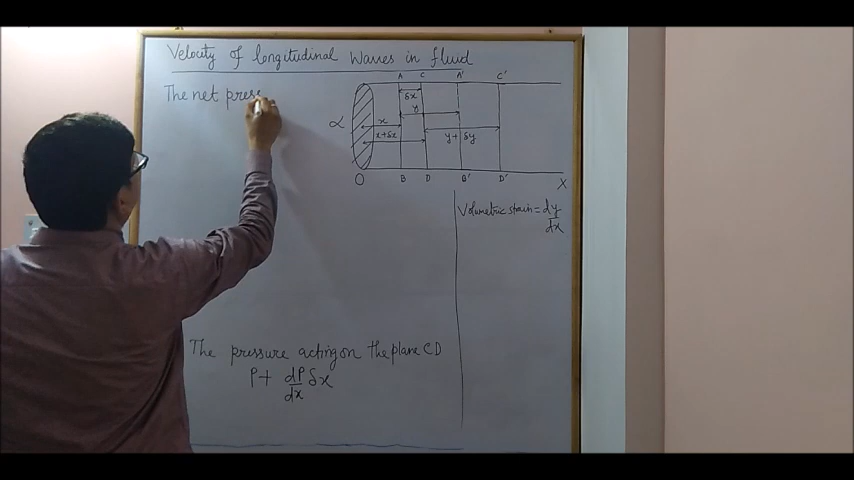 Velocity of longitudinal waves in fluid
The net press
A C A' C'
δx
y
α
x
x+δx
y+ δy
O B D B' D' X
Volumetric strain = dy
dx
The pressure acting on the plane CD
P+ dP δx
dx